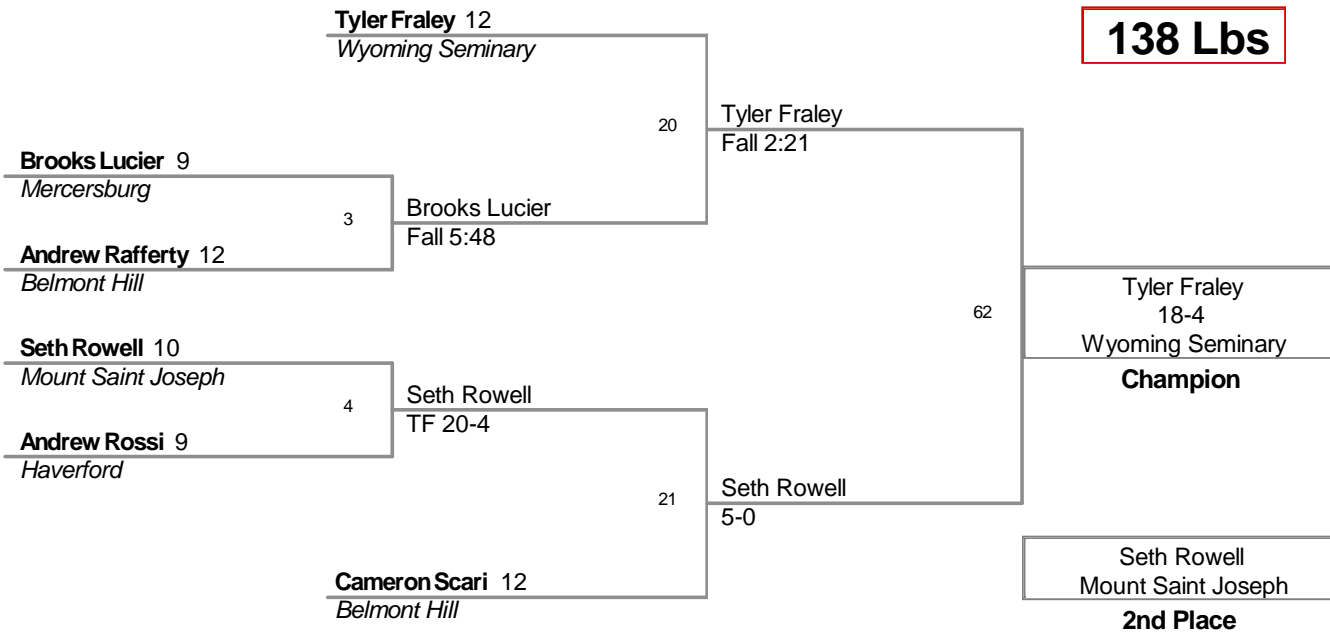 Tyler Fraley 12
Wyoming Seminary
138 Lbs
20
Tyler Fraley
Fall 2:21
Brooks Lucier 9
Mercersburg
3
Brooks Lucier
Fall 5:48
Andrew Rafferty 12
Belmont Hill
62
Tyler Fraley
18-4
Wyoming Seminary
Champion
Seth Rowell 10
Mount Saint Joseph
4
Seth Rowell
TF 20-4
Andrew Rossi 9
Haverford
21
Seth Rowell
5-0
Cameron Scari 12
Belmont Hill
Seth Rowell
Mount Saint Joseph
2nd Place